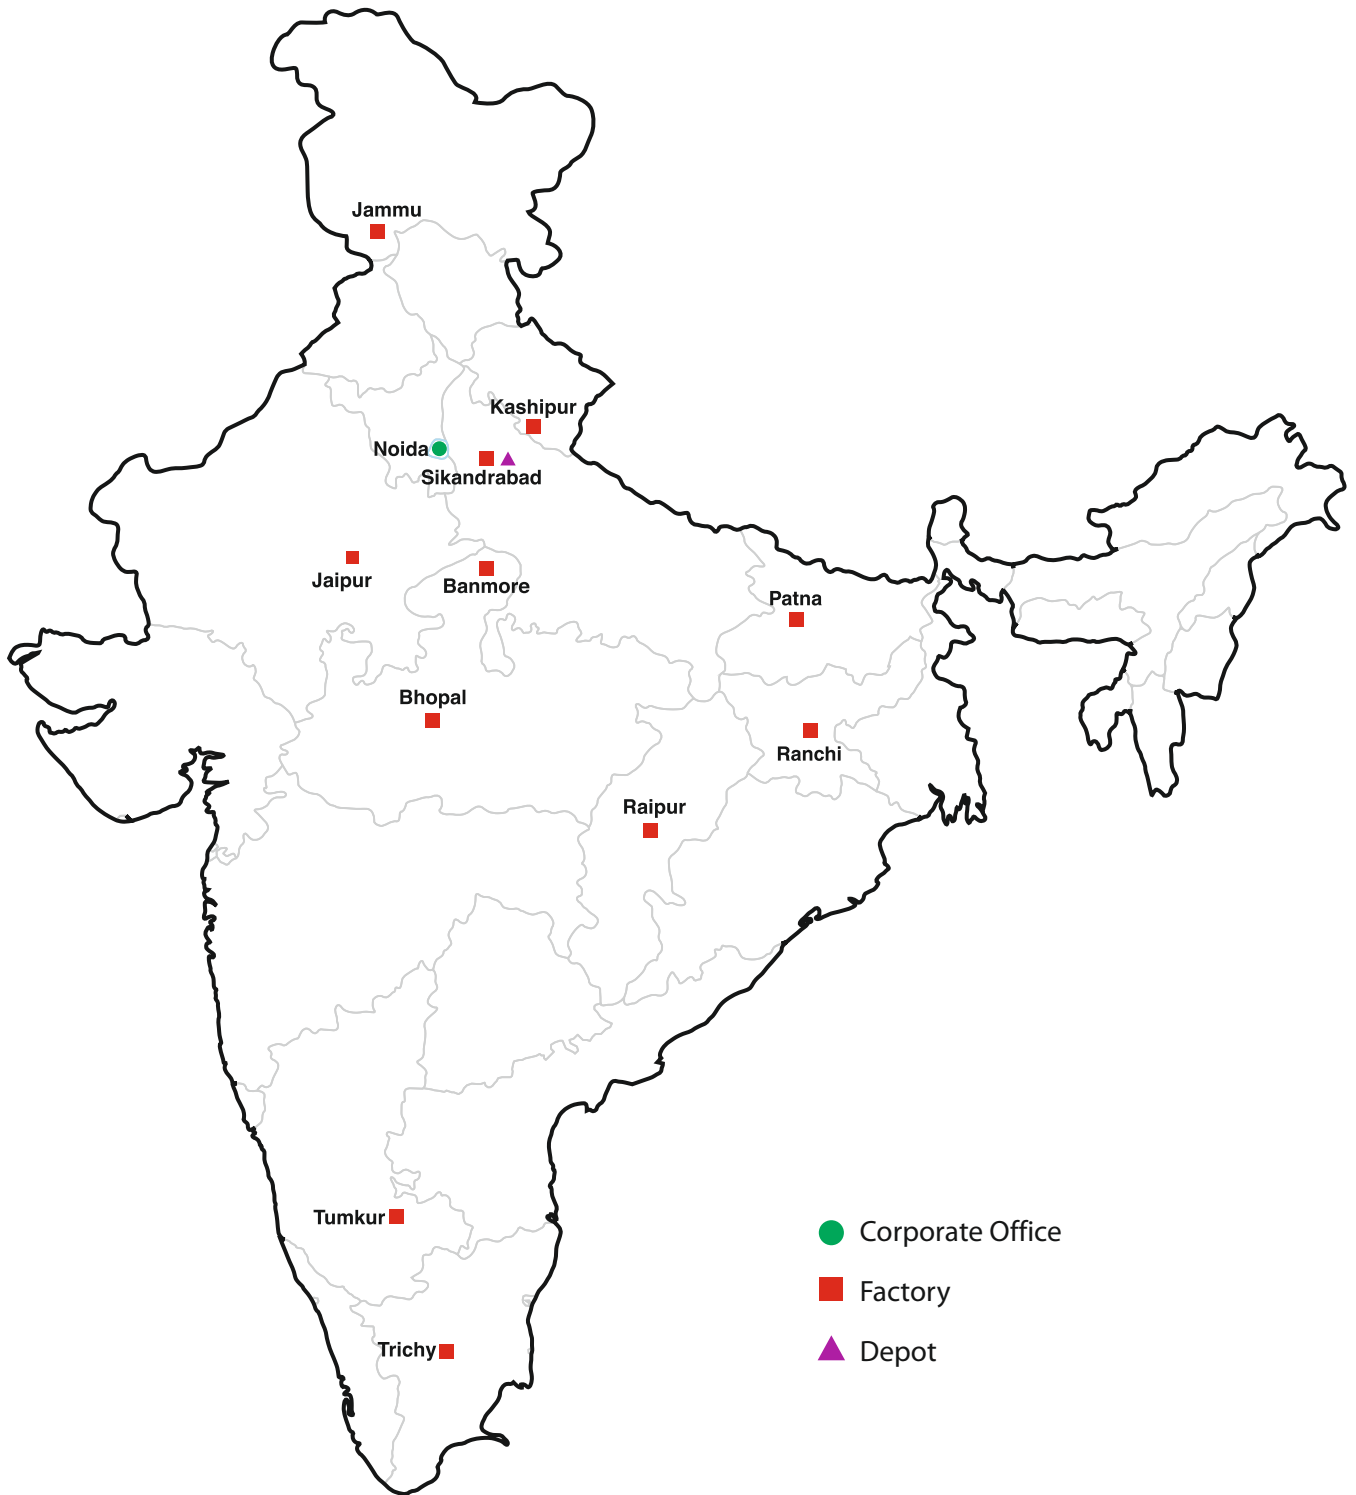 Jammu
Kashipur
Noida
Sikandrabad
Jaipur
Banmore
Patna
Bhopal
Ranchi
Raipur
Tumkur
Trichy
Corporate Office
Factory
Depot